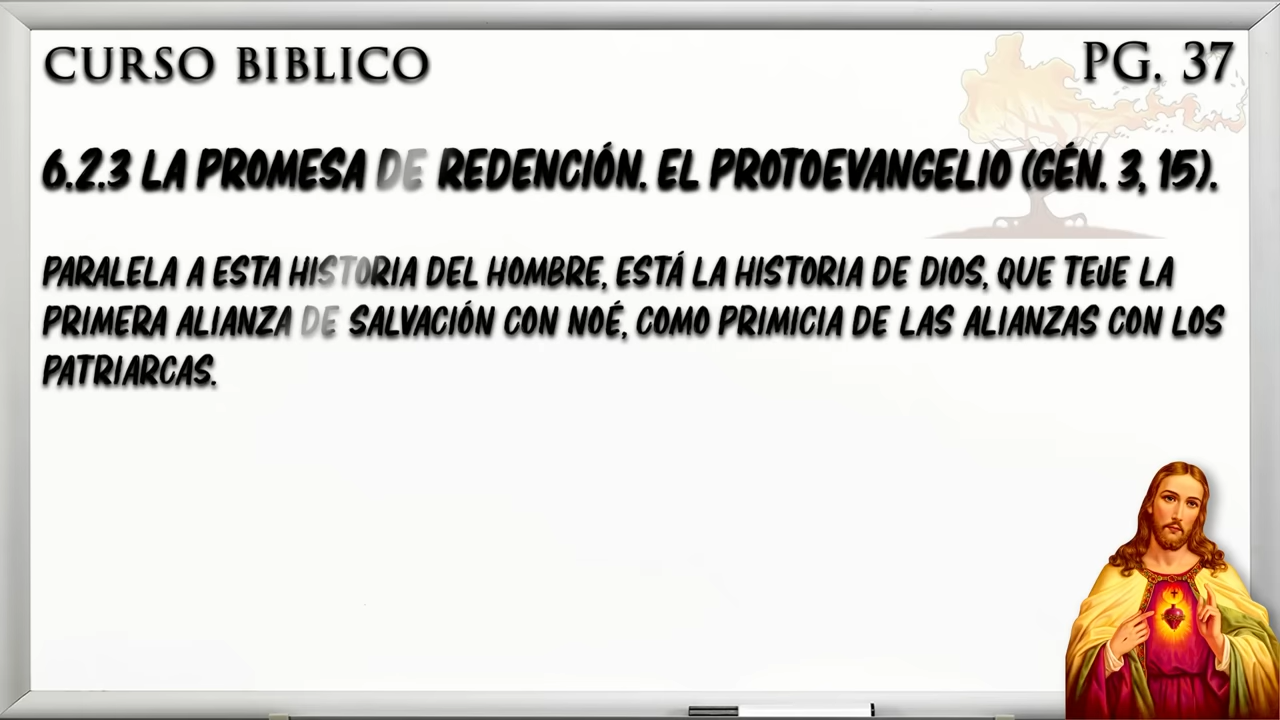 CURSO BIBLICO
PG. 37
6.2.3 LA PROMESA DE REDENCIÓN. EL PROTOEVANGELIO (GÉN. 3, 15).
PARALELA A ESTA HISTORIA DEL HOMBRE, ESTÁ LA HISTORIA DE DIOS, QUE TEJE LA
PRIMERA ALIANZA DE SALVACIÓN CON NOÉ, COMO PRIMICIA DE LAS ALIANZAS CON LOS
PATRIARCAS.